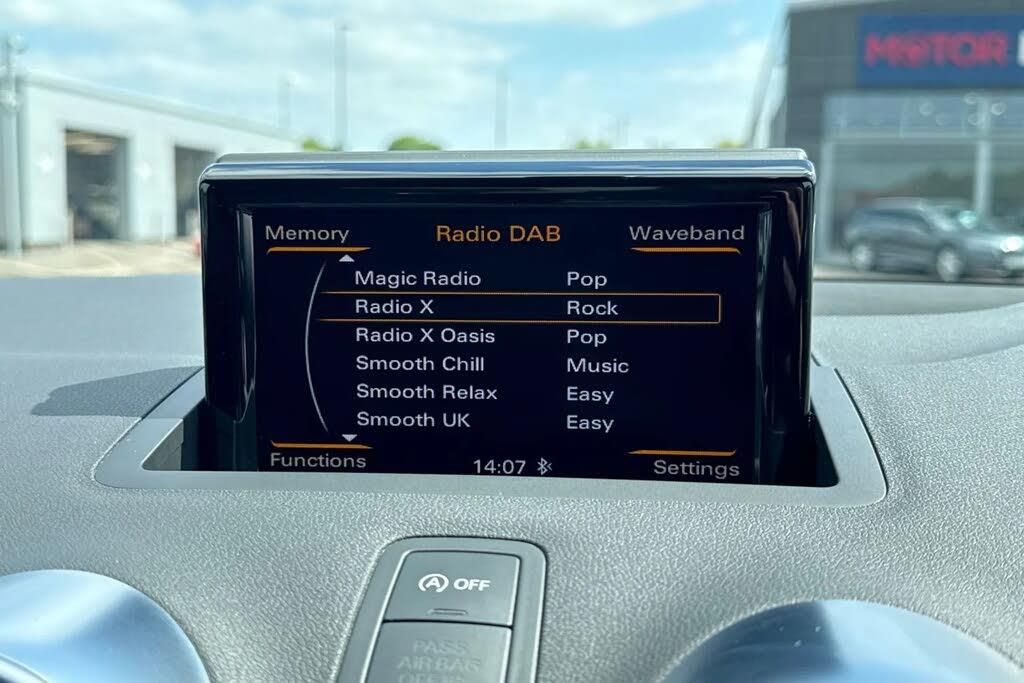 MOTOR
Memory Radio DAB Waveband
Magic Radio Pop
Radio X Rock
Radio X Oasis Pop
Smooth Chill Music
Smooth Relax Easy
Smooth UK Easy
Functions 14:07 Settings
A OFF
PASS
AIRBAG